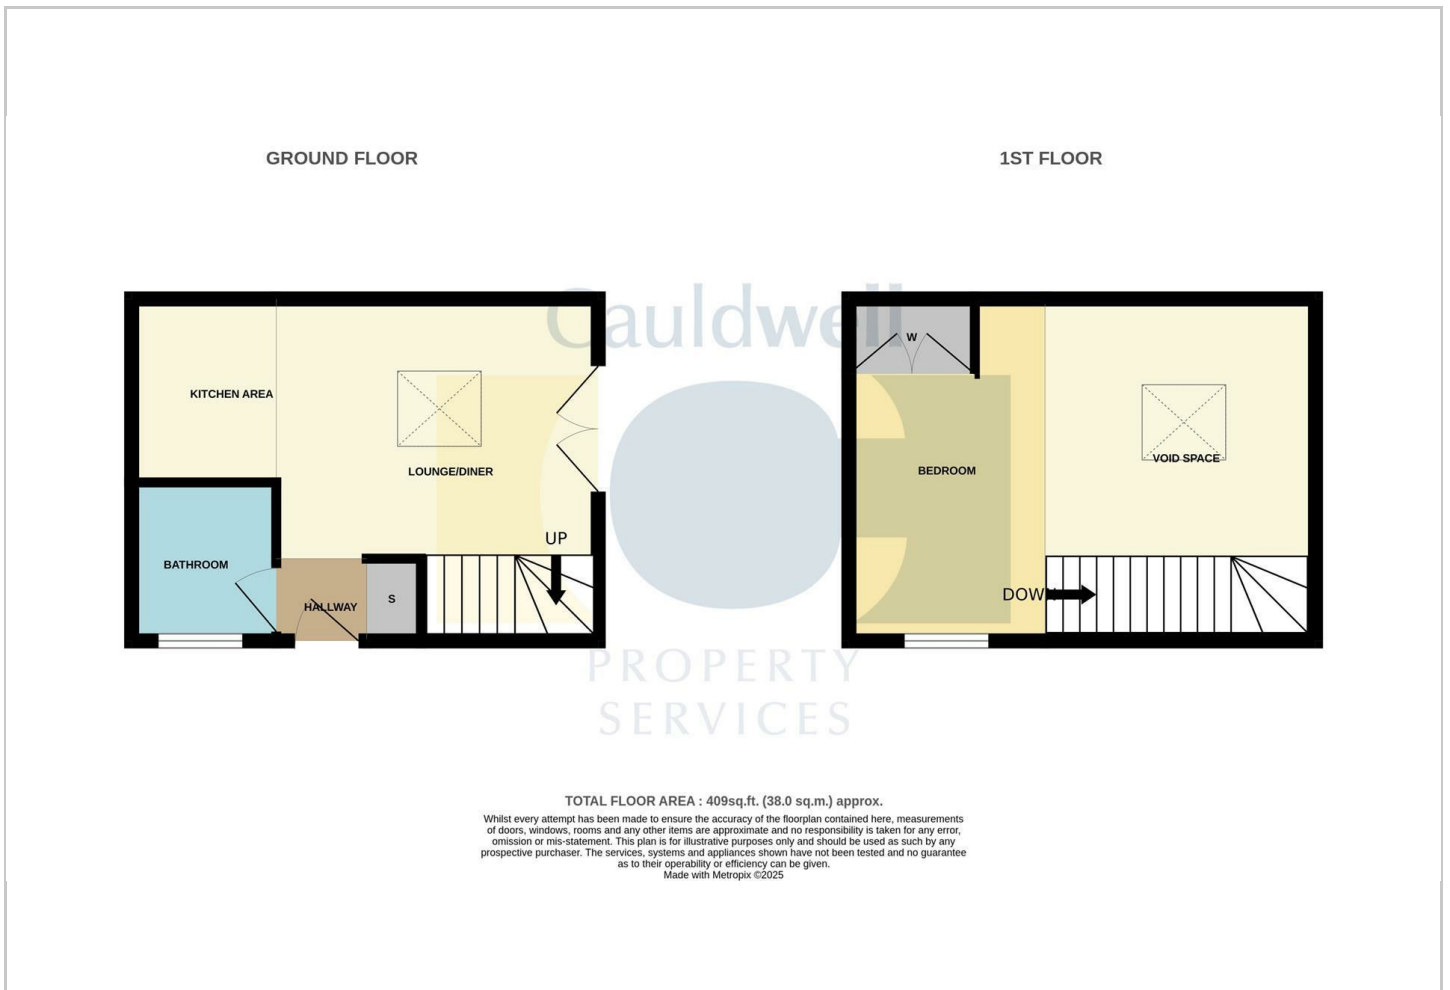 GROUND FLOOR
1ST FLOOR
Cauldwell
KITCHEN AREA
LOUNGE/DINER
UP
BATHROOM
HALLWAY
S
W
BEDROOM
VOID SPACE
DOWN
PROPERTY
SERVICES
TOTAL FLOOR AREA : 409sq.ft. (38.0 sq.m.) approx.
Whilst every attempt has been made to ensure the accuracy of the floorplan contained here, measurements
of doors, windows, rooms and any other items are approximate and no responsibility is taken for any error,
omission or mis-statement. This plan is for illustrative purposes only and should be used as such by any
prospective purchaser. The services, systems and appliances shown have not been tested and no guarantee
as to their operability or efficiency can be given.
Made with Metropix ©2025